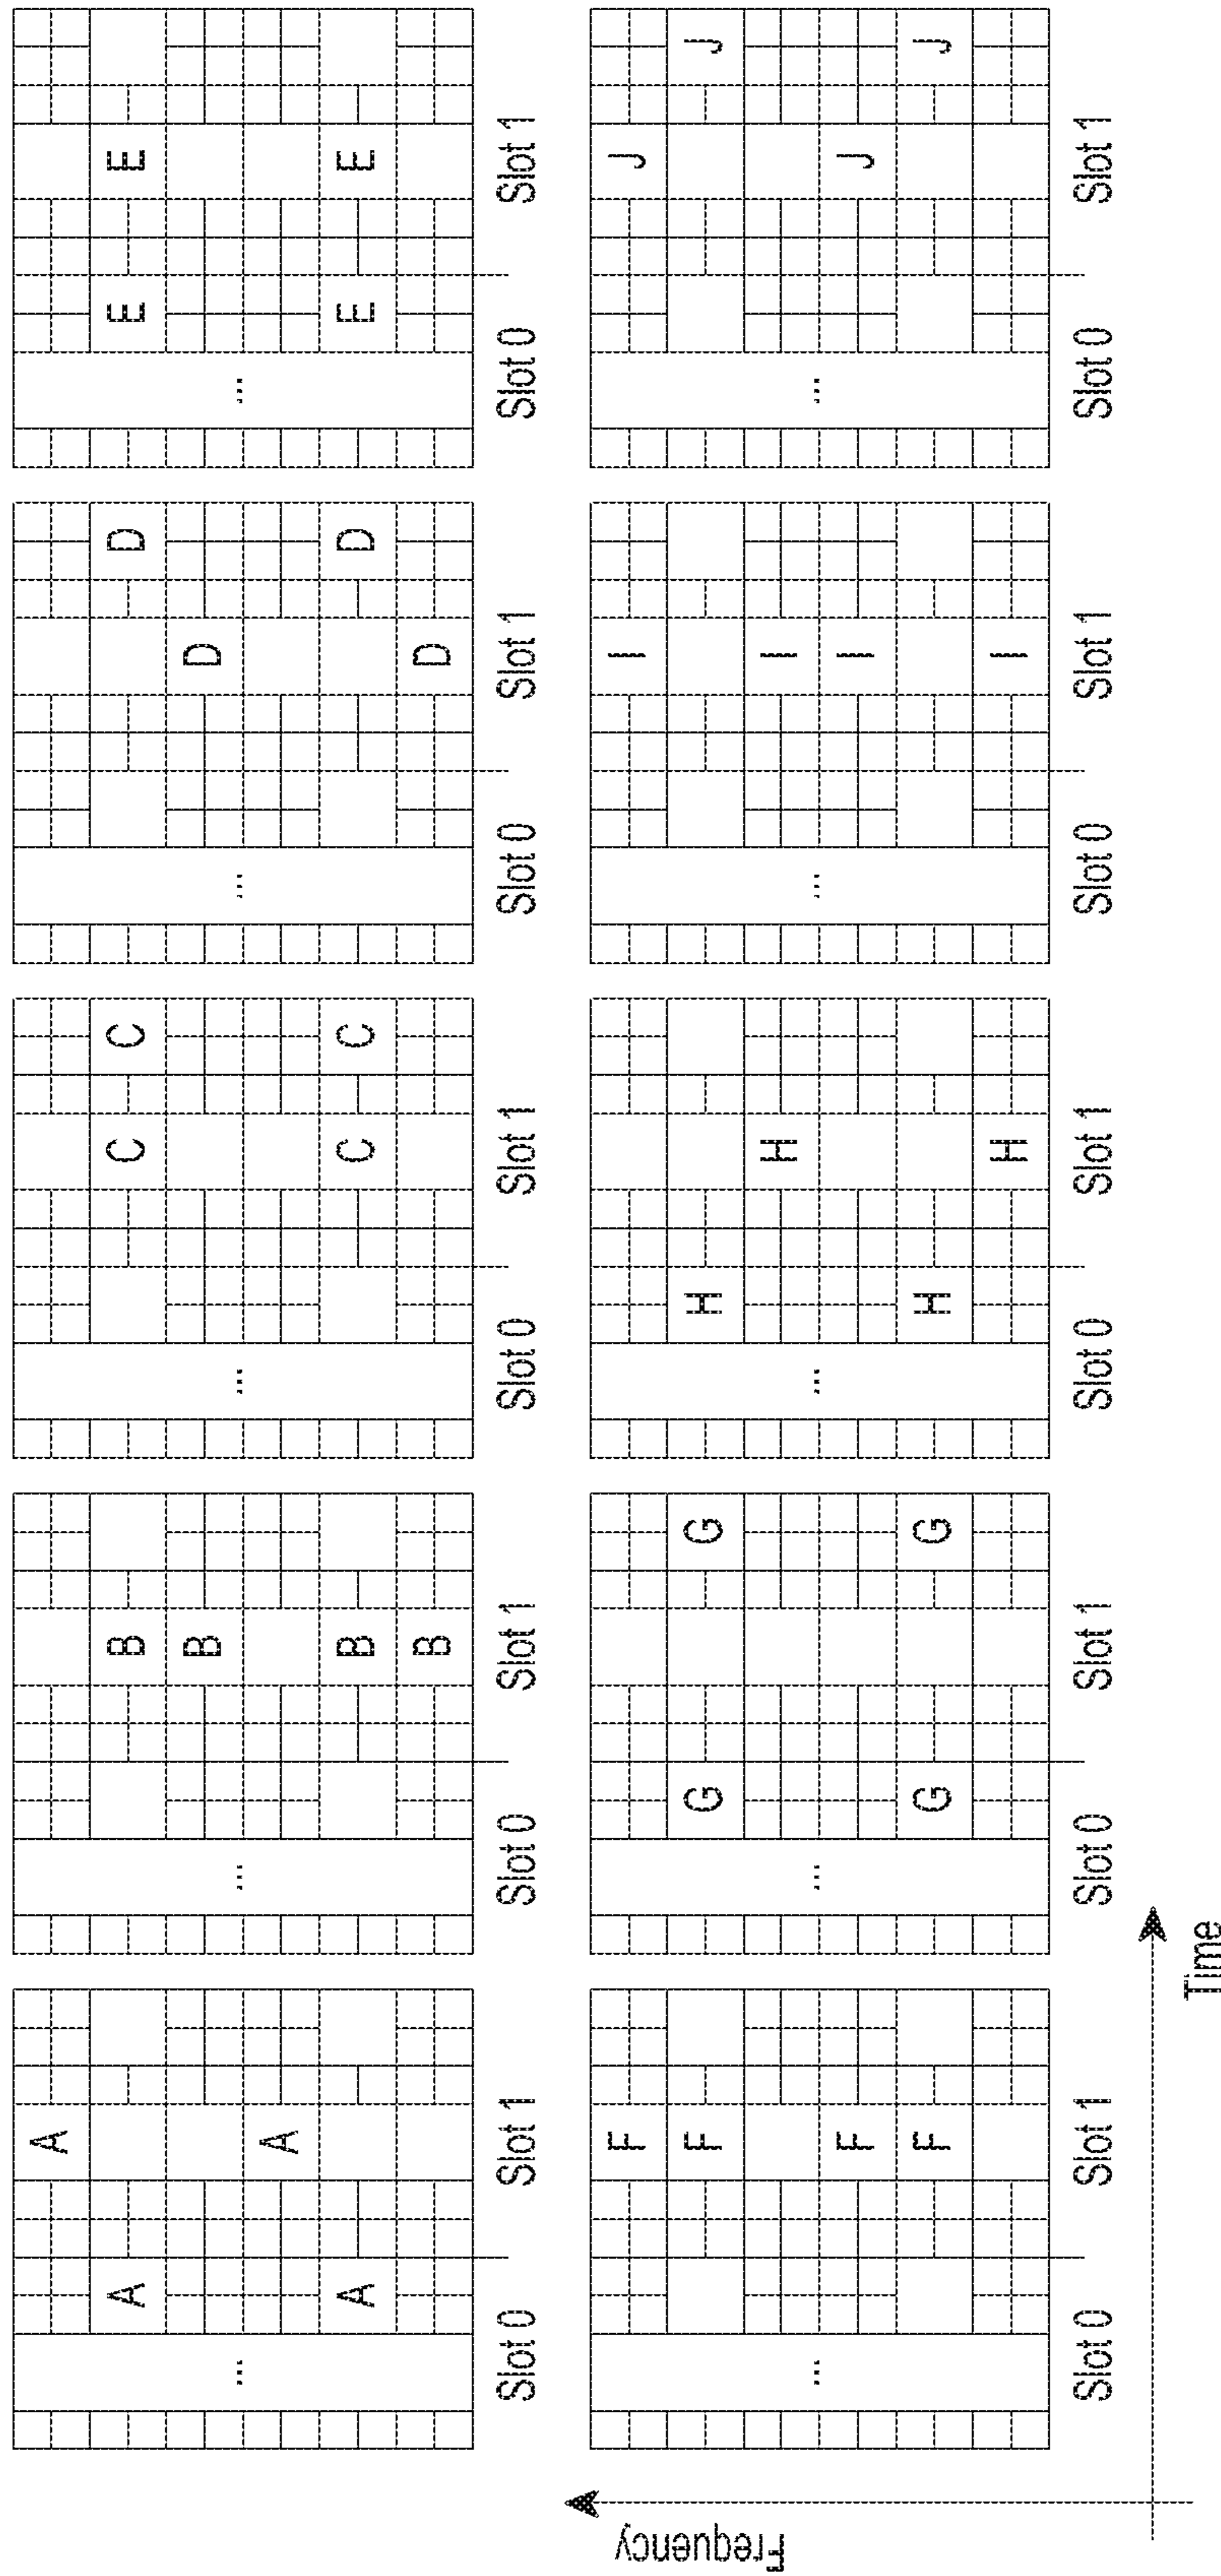 A
A B C C D E E
B D
... ... ... ... ...
A
A B C C D E E
B D
Slot 0 Slot 1 Slot 0 Slot 1 Slot 0 Slot 1 Slot 0 Slot 1 Slot 0 Slot 1
F I J
F G G H J
H I
... ... ... ... ...
F I J
F G G H J
H I
Slot 0 Slot 1 Slot 0 Slot 1 Slot 0 Slot 1 Slot 0 Slot 1 Slot 0 Slot 1
Frequency
Time